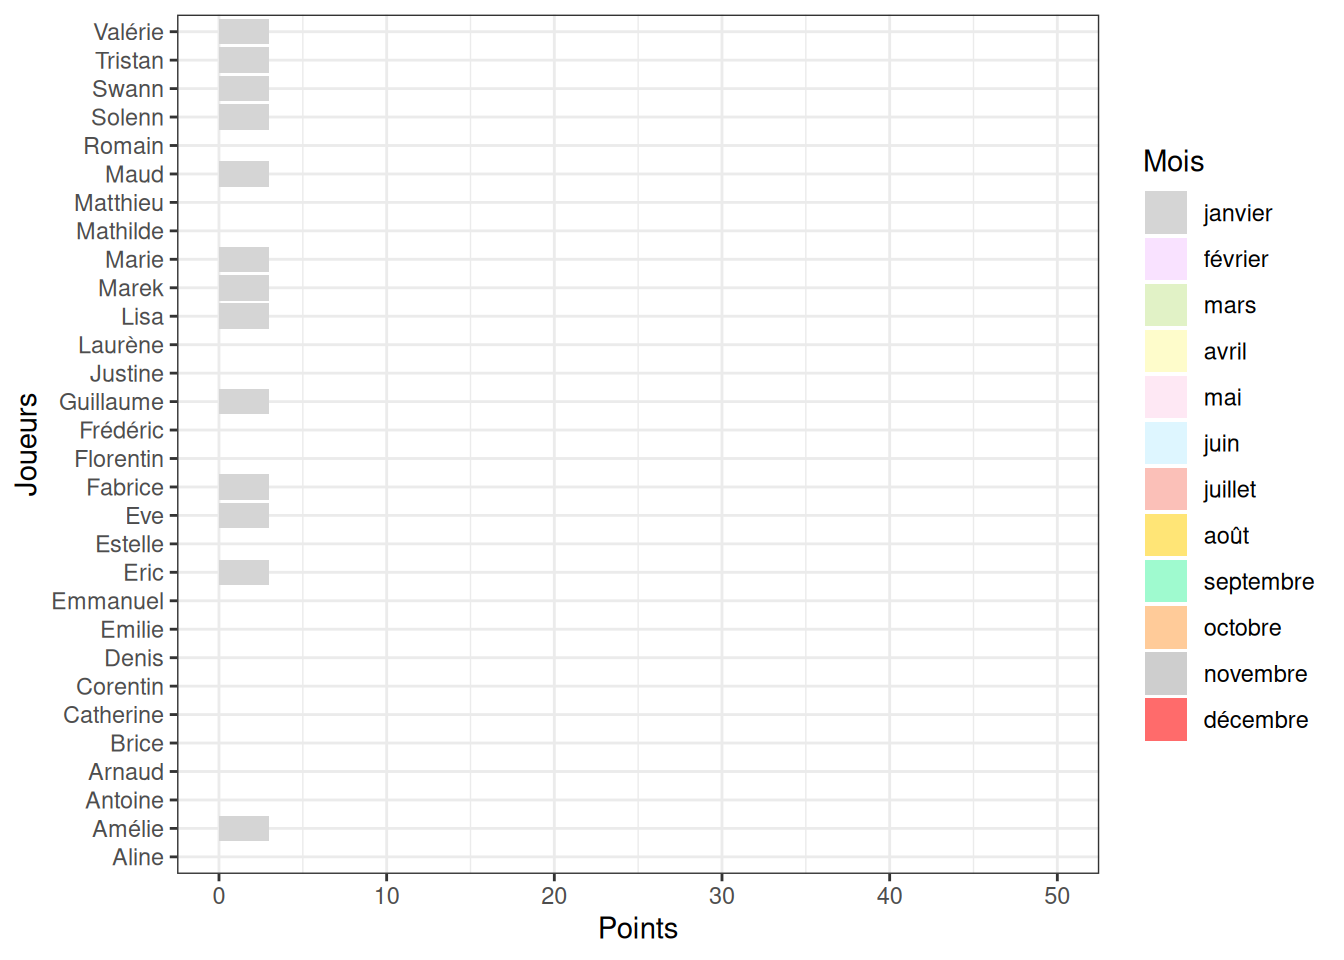 Valérie
Tristan
Swann
Solenn
Romain
Maud
Matthieu
Mathilde
Marie
Marek
Lisa
Laurène
Justine
Guillaume
Frédéric
Florentin
Fabrice
Eve
Estelle
Eric
Emmanuel
Emilie
Denis
Corentin
Catherine
Brice
Arnaud
Antoine
Amélie
Aline
Joueurs
0 10 20 30 40 50
Points
Mois
janvier
février
mars
avril
mai
juin
juillet
août
septembre
octobre
novembre
décembre